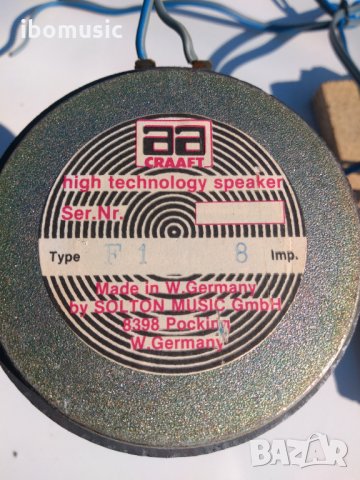 ibomusic
aa
CRAAFT
high technology speaker
Ser.Nr.
Type F1 8 Imp.
Made in W.Germany
by SOLTON MUSIC GmbH
8398 Pocking
W.Germany
BAZAR